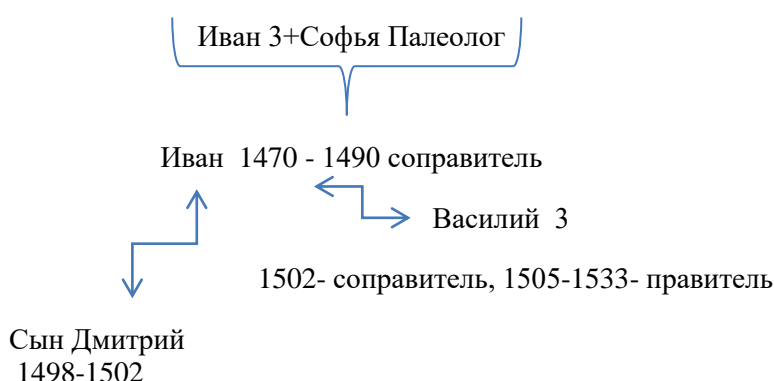 Иван 3+Софья Палеолог
Иван 1470 - 1490 соправитель
Василий 3
1502- соправитель, 1505-1533- правитель
Сын Дмитрий
1498-1502